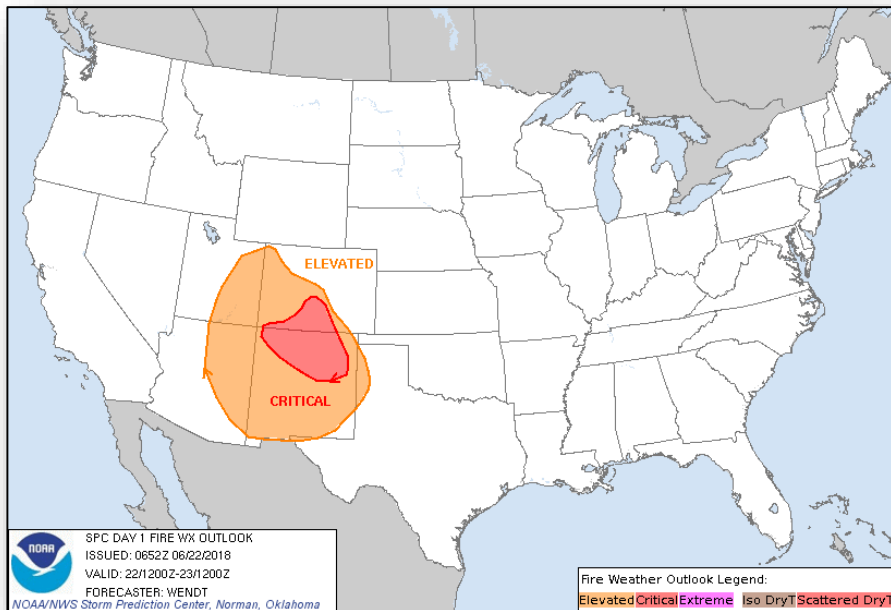 ELEVATED
CRITICAL
NOAA
SPC DAY 1 FIRE WX OUTLOOK
ISSUED: 0652Z 06/22/2018
VALID: 22/1200Z-23/1200Z
FORECASTER: WENDT
NOAA/NWS Storm Prediction Center, Norman, Oklahoma
Fire Weather Outlook Legend:
Elevated Critical Extreme Iso DryT Scattered DryT